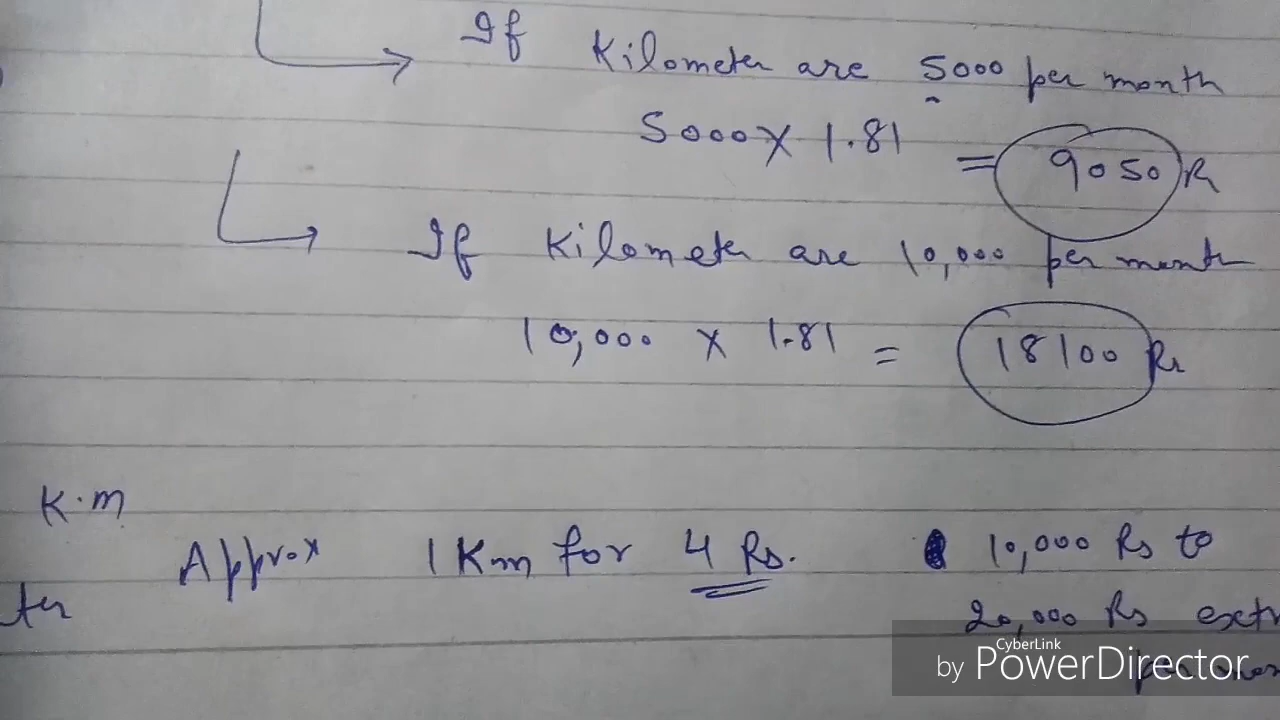 If Kilometer are 5000 per month
5000 X 1.81 = 9050 Rs
If Kilometer are 10,000 per month
10,000 X 1.81 = 18100 Rs
K.m
Approx 1 Km for 4 Rs. 10,000 Rs to
ter 20,000 Rs extr
CyberLink
by PowerDirector